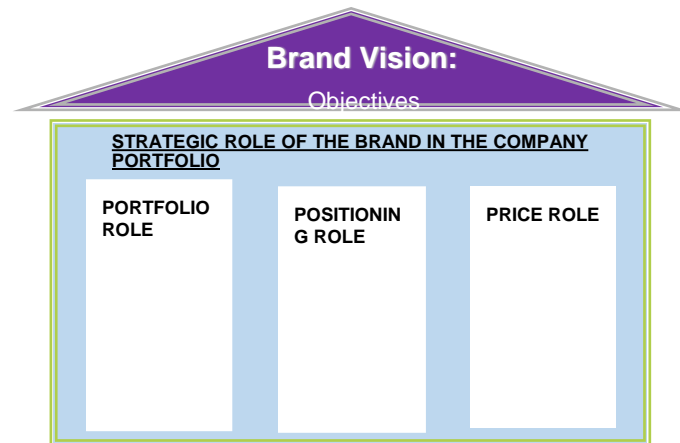 Brand Vision:
Objectives
STRATEGIC ROLE OF THE BRAND IN THE COMPANY
PORTFOLIO
PORTFOLIO
ROLE
POSITIONIN
G ROLE
PRICE ROLE